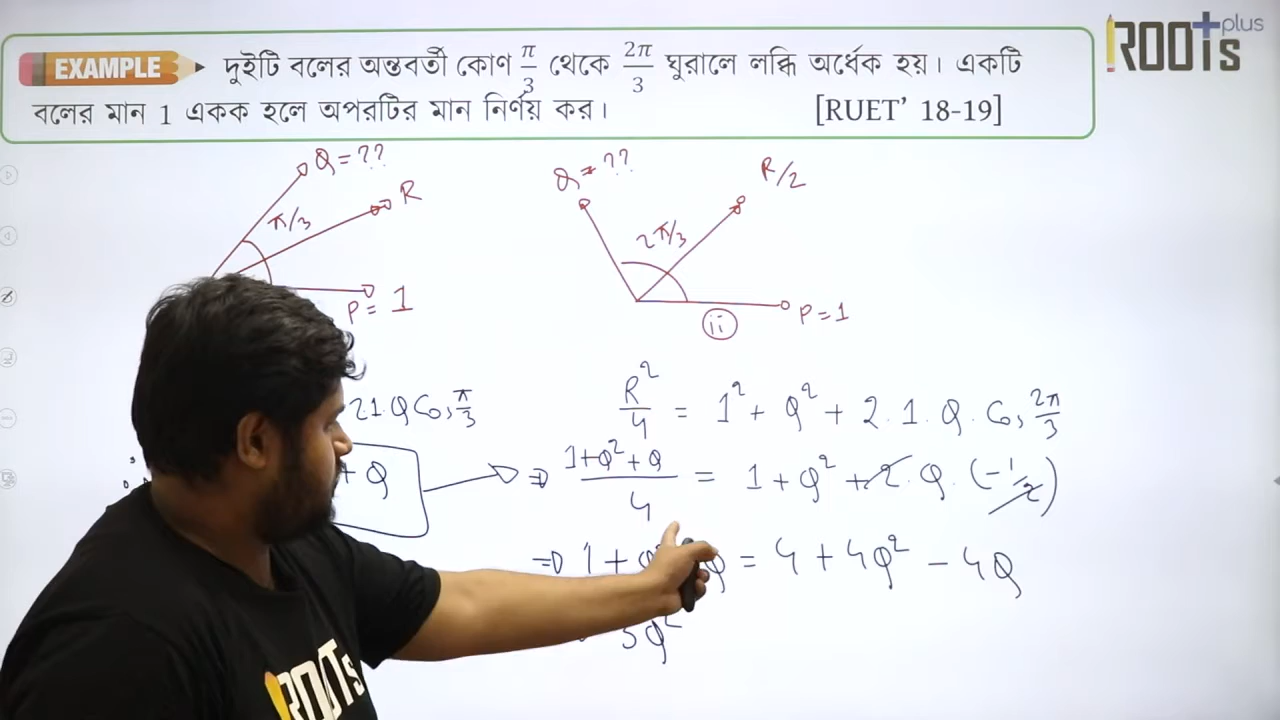 ROOTs plus
EXAMPLE দুইটি বলের অন্তবর্তী কোণ π/3 থেকে 2π/3 ঘুরালে লব্ধি অর্ধেক হয়। একটি
বলের মান 1 একক হলে অপরটির মান নির্ণয় কর। [RUET’ 18-19]
Q = ??
R
π/3
P = 1
Q = ??
R/2
2π/3
P = 1
ii
2.1.Q Cos π/3
+ Q
R²/4 = 1² + Q² + 2.1.Q. Cos 2π/3
⇒ (1+Q²+Q)/4 = 1 + Q² + 2.Q.(-1/2)
⇒ 1 + Q² Q = 4 + 4Q² - 4Q
3Q²
ROOTs